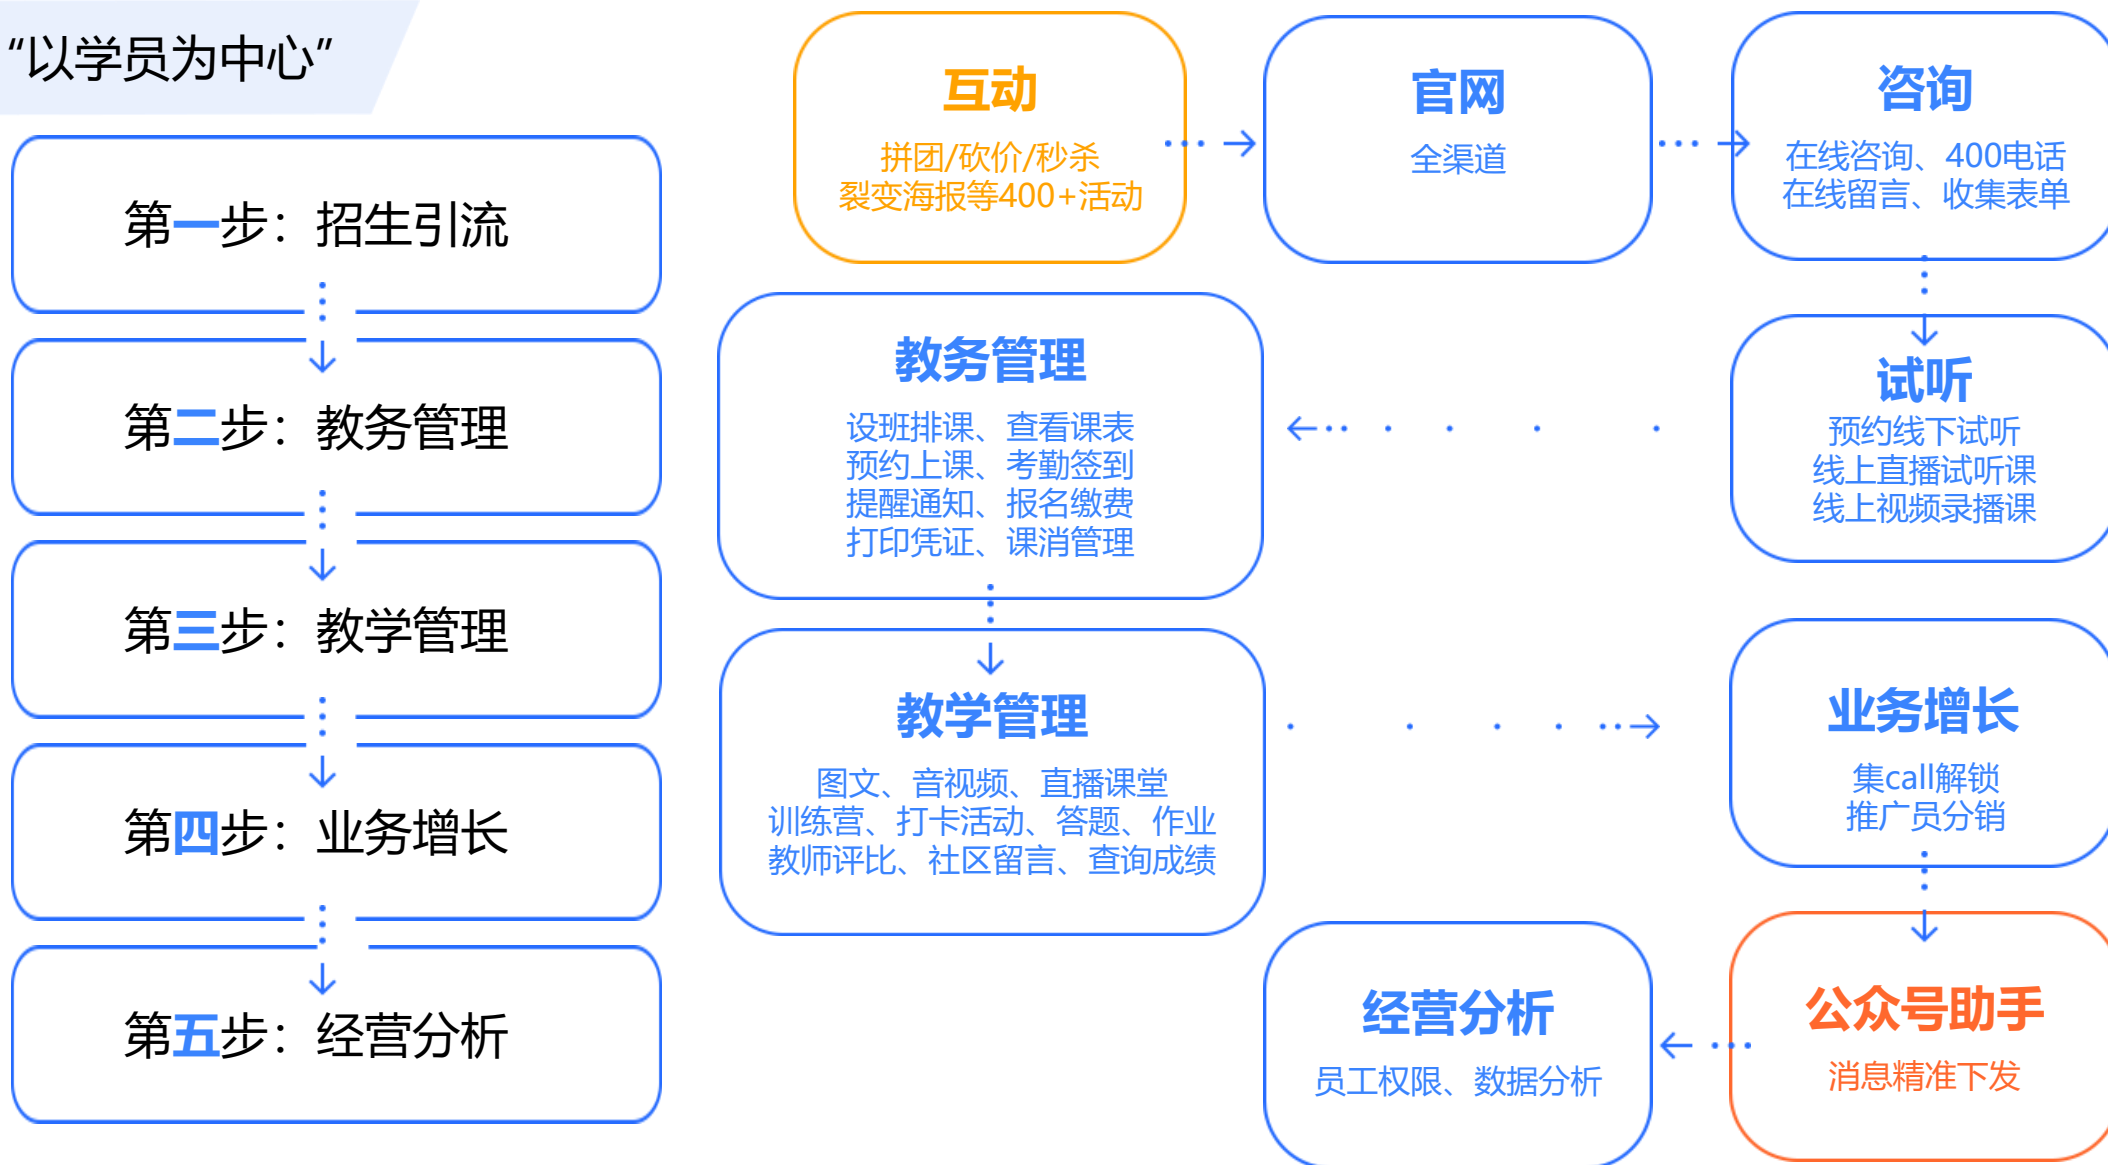 “以学员为中心”
第一步：招生引流
第二步：教务管理
第三步：教学管理
第四步：业务增长
第五步：经营分析
互动
拼团/砍价/秒杀
裂变海报等400+活动
官网
全渠道
咨询
在线咨询、400电话
在线留言、收集表单
试听
预约线下试听
线上直播试听课
线上视频录播课
教务管理
设班排课、查看课表
预约上课、考勤签到
提醒通知、报名缴费
打印凭证、课消管理
教学管理
图文、音视频、直播课堂
训练营、打卡活动、答题、作业
教师评比、社区留言、查询成绩
业务增长
集call解锁
推广员分销
公众号助手
消息精准下发
经营分析
员工权限、数据分析